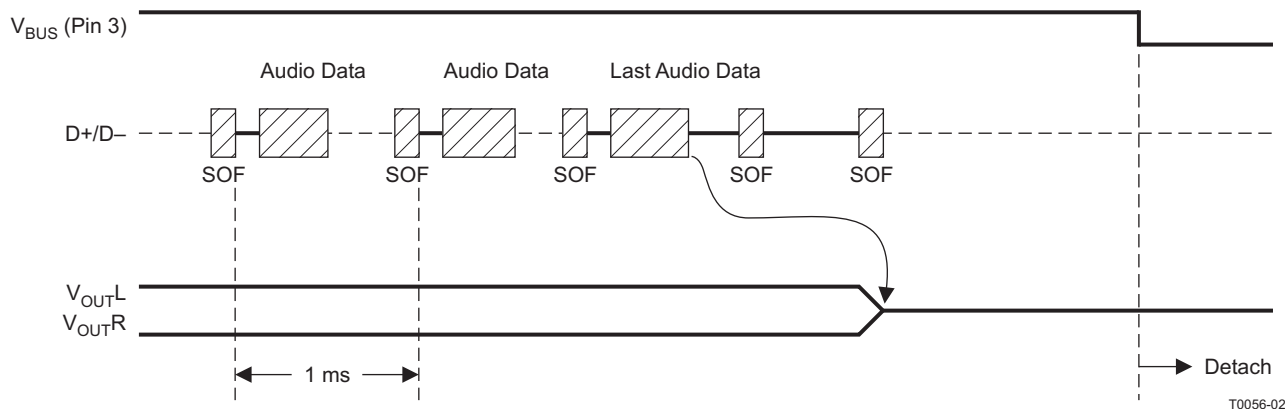 VBUS (Pin 3)
Audio Data
Audio Data
Last Audio Data
D+/D–
SOF
SOF
SOF
SOF
SOF
VOUTL
VOUTR
1 ms
Detach
T0056-02